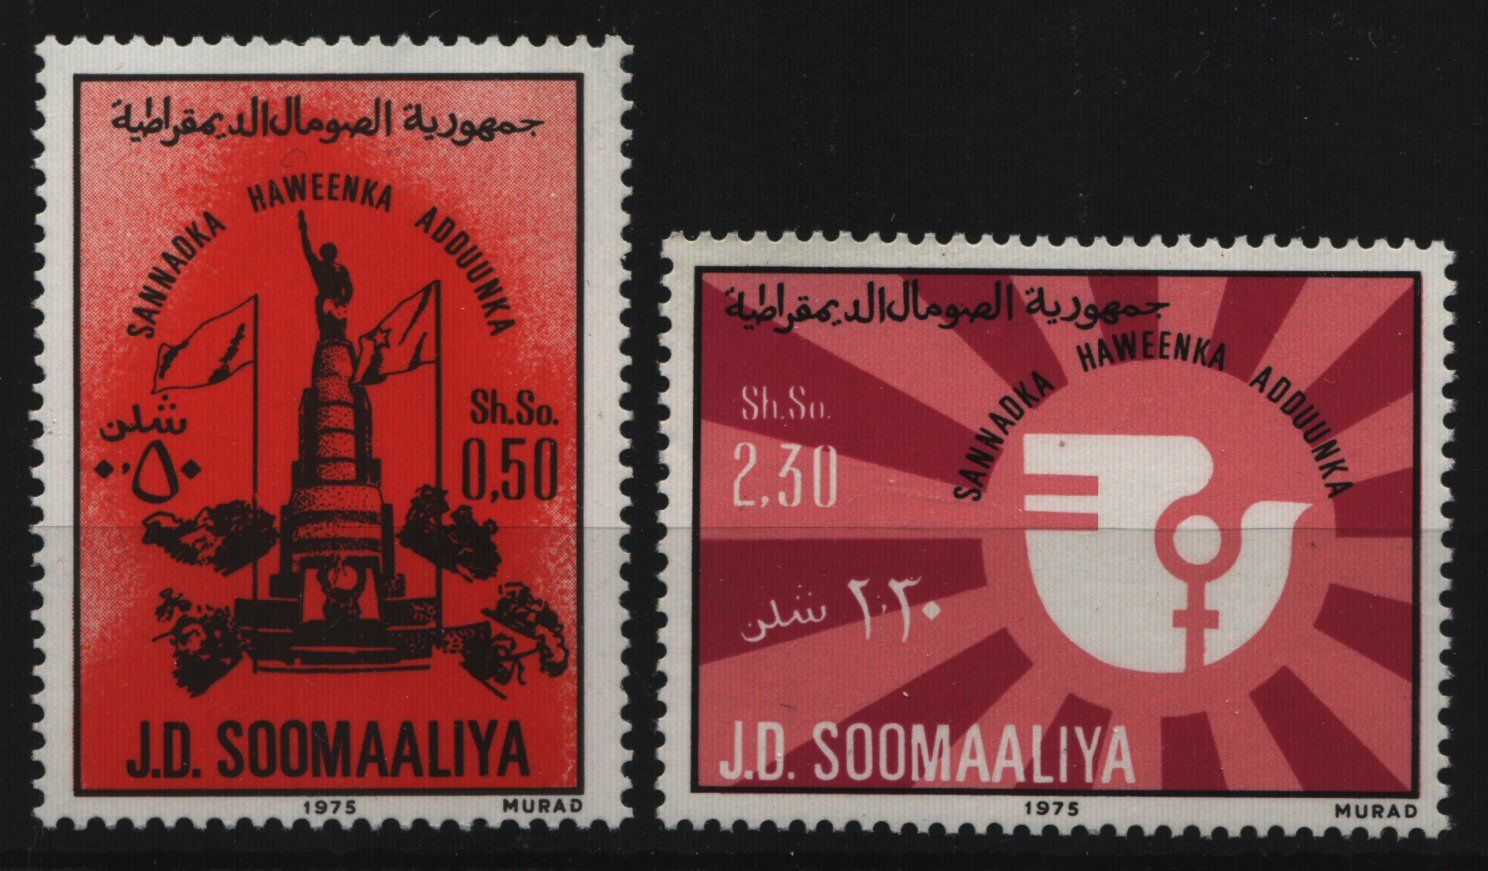 جمهورية الصومال الديمقراطية
SANNADKA HAWEENKA ADDUUNKA
Sh.So.
0,50
شلن
٠,٥٠
J.D. SOOMAALIYA
1975 MURAD
جمهورية الصومال الديمقراطية
SANNADKA HAWEENKA ADDUUNKA
Sh.So.
2,30
شلن ٢,٣٠
J.D. SOOMAALIYA
1975 MURAD